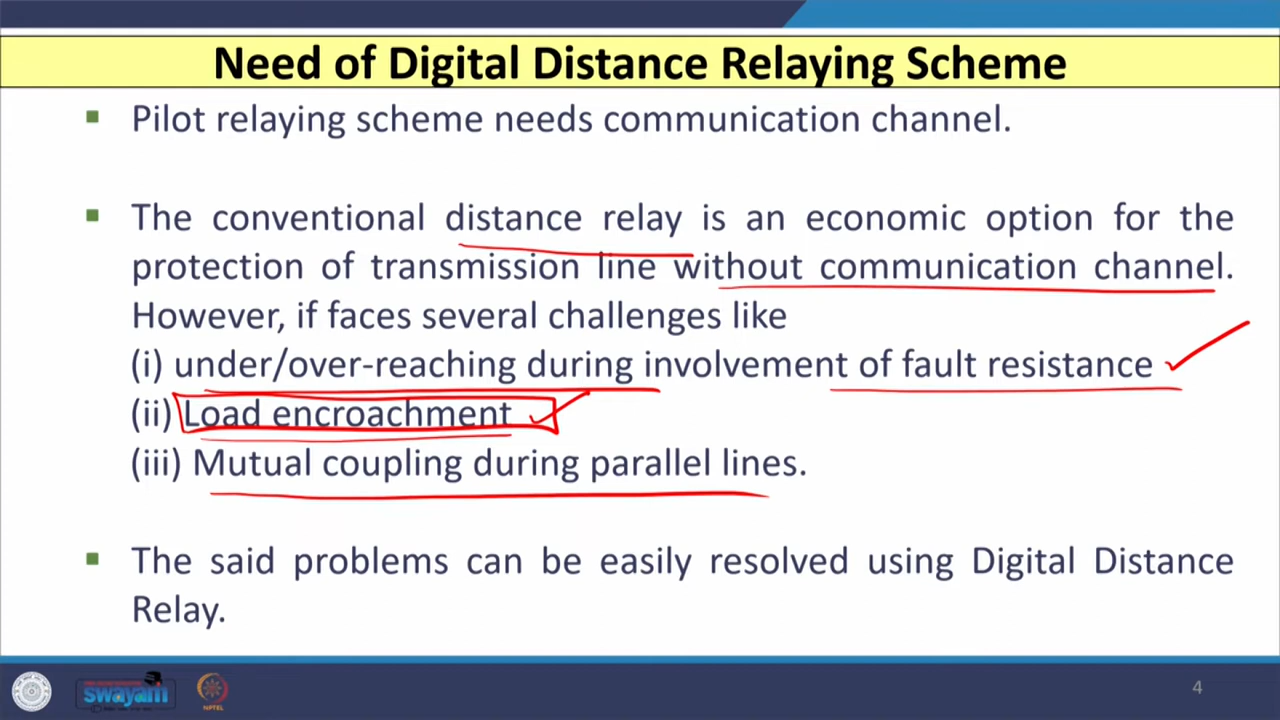 Need of Digital Distance Relaying Scheme
Pilot relaying scheme needs communication channel.
The conventional distance relay is an economic option for the
protection of transmission line without communication channel.
However, if faces several challenges like
(i) under/over-reaching during involvement of fault resistance
(ii) Load encroachment
(iii) Mutual coupling during parallel lines.
The said problems can be easily resolved using Digital Distance
Relay.
swayam
NPTEL
4